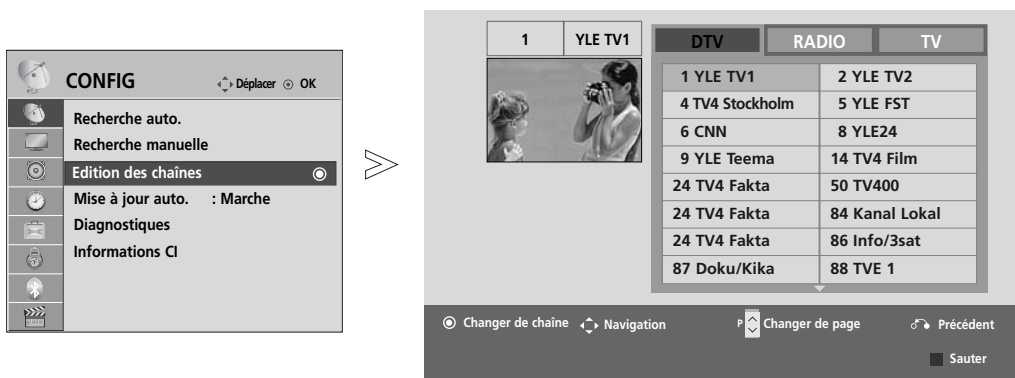 CONFIG
Déplacer OK
Recherche auto.
Recherche manuelle
Edition des chaînes
Mise à jour auto. : Marche
Diagnostiques
Informations CI
1 YLE TV1
DTV RADIO TV
1 YLE TV1 2 YLE TV2
4 TV4 Stockholm 5 YLE FST
6 CNN 8 YLE24
9 YLE Teema 14 TV4 Film
24 TV4 Fakta 50 TV400
24 TV4 Fakta 84 Kanal Lokal
24 TV4 Fakta 86 Info/3sat
87 Doku/Kika 88 TVE 1
Changer de chaîne Navigation P Changer de page Précédent
Sauter